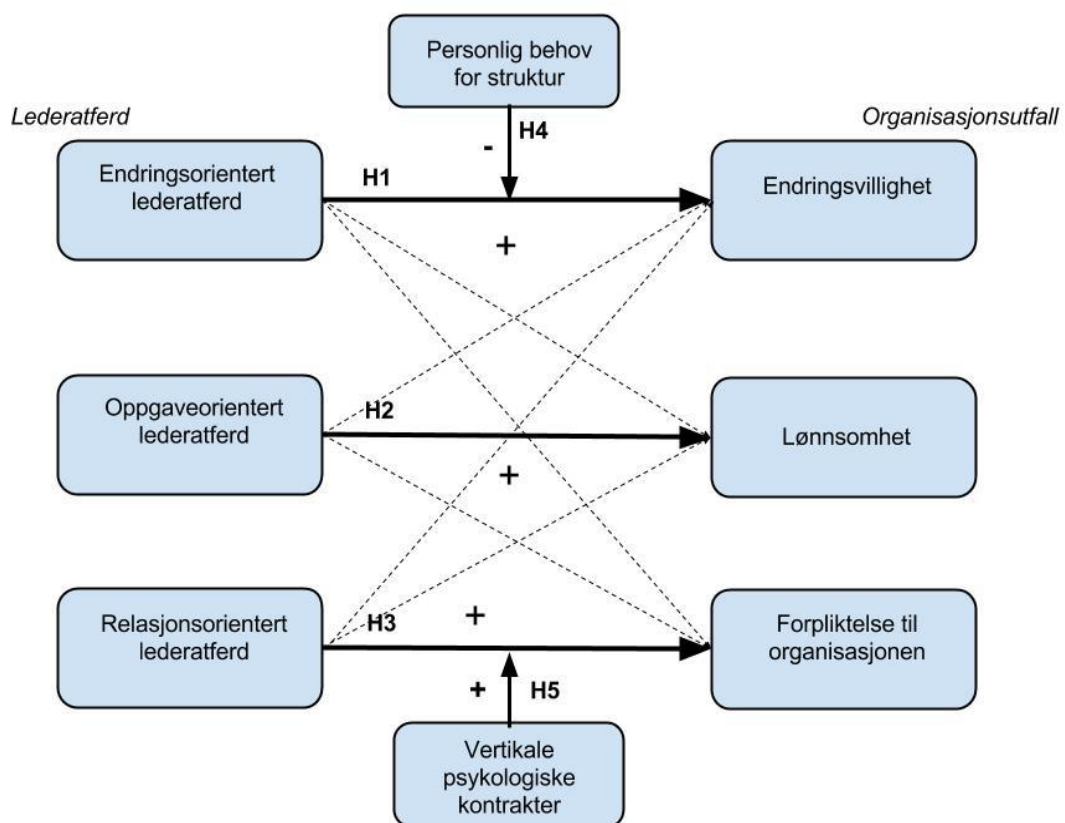 Personlig behov
for struktur
Lederatferd
Organisasjonsutfall
H4
-
Endringsorientert
lederatferd
H1
+
Endringsvillighet
Oppgaveorientert
lederatferd
H2
+
Lønnsomhet
Relasjonsorientert
lederatferd
H3
+
Forpliktelse til
organisasjonen
+
H5
Vertikale
psykologiske
kontrakter